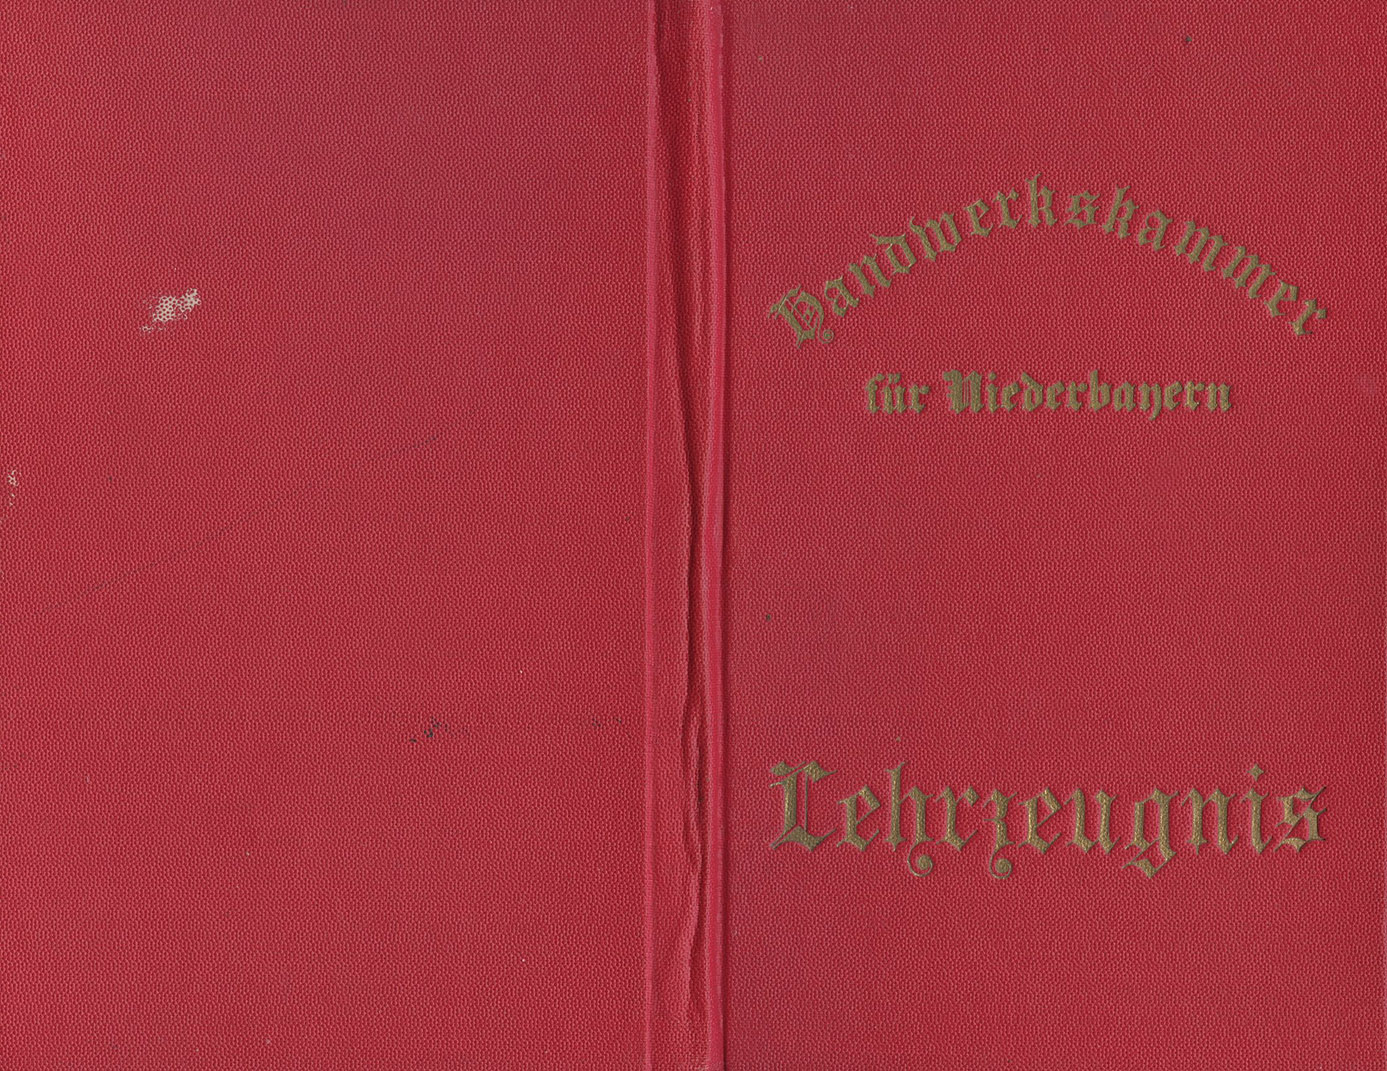 Handwerkskammer
für Niederbayern
Lehrzeugnis